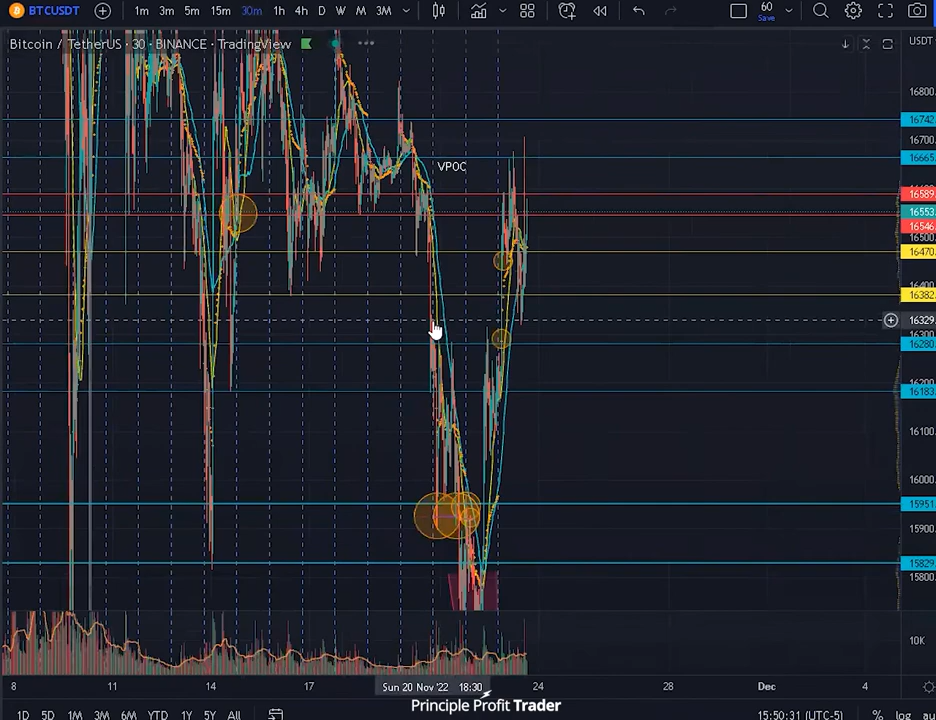 BTCUSDT 1m 3m 5m 15m 30m 1h 4h D W M 3M 60 Save
Bitcoin / TetherUS · 30 · BINANCE · TradingView USDT
16800
16742
16700
VPOC
16665
16589
16553
16546
16500
16470
16400
16382
16329
16280
16183
16100
16000
15951
15900
15829
15800
10K
8 11 14 17 Sun 20 Nov '22 18:30 24 28 Dec 4
Principle Profit Trader
1D 5D 1M 3M 6M YTD 1Y 5Y All 15:50:31 (UTC-5) % log au